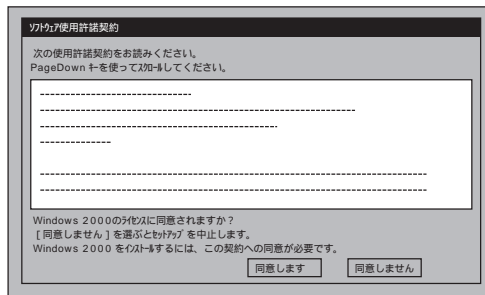 ｿﾌﾄｳｪｱ使用許諾契約
次の使用許諾契約をお読みください。
PageDown ｷｰを使ってｽｸﾛｰﾙしてください。
Windows 2000のﾗｲｾﾝｽに同意されますか？
［同意しません］を選ぶとｾｯﾄｱｯﾌﾟを中止します。
Windows 2000 をｲﾝｽﾄｰﾙするには、この契約への同意が必要です。
同意します 同意しません